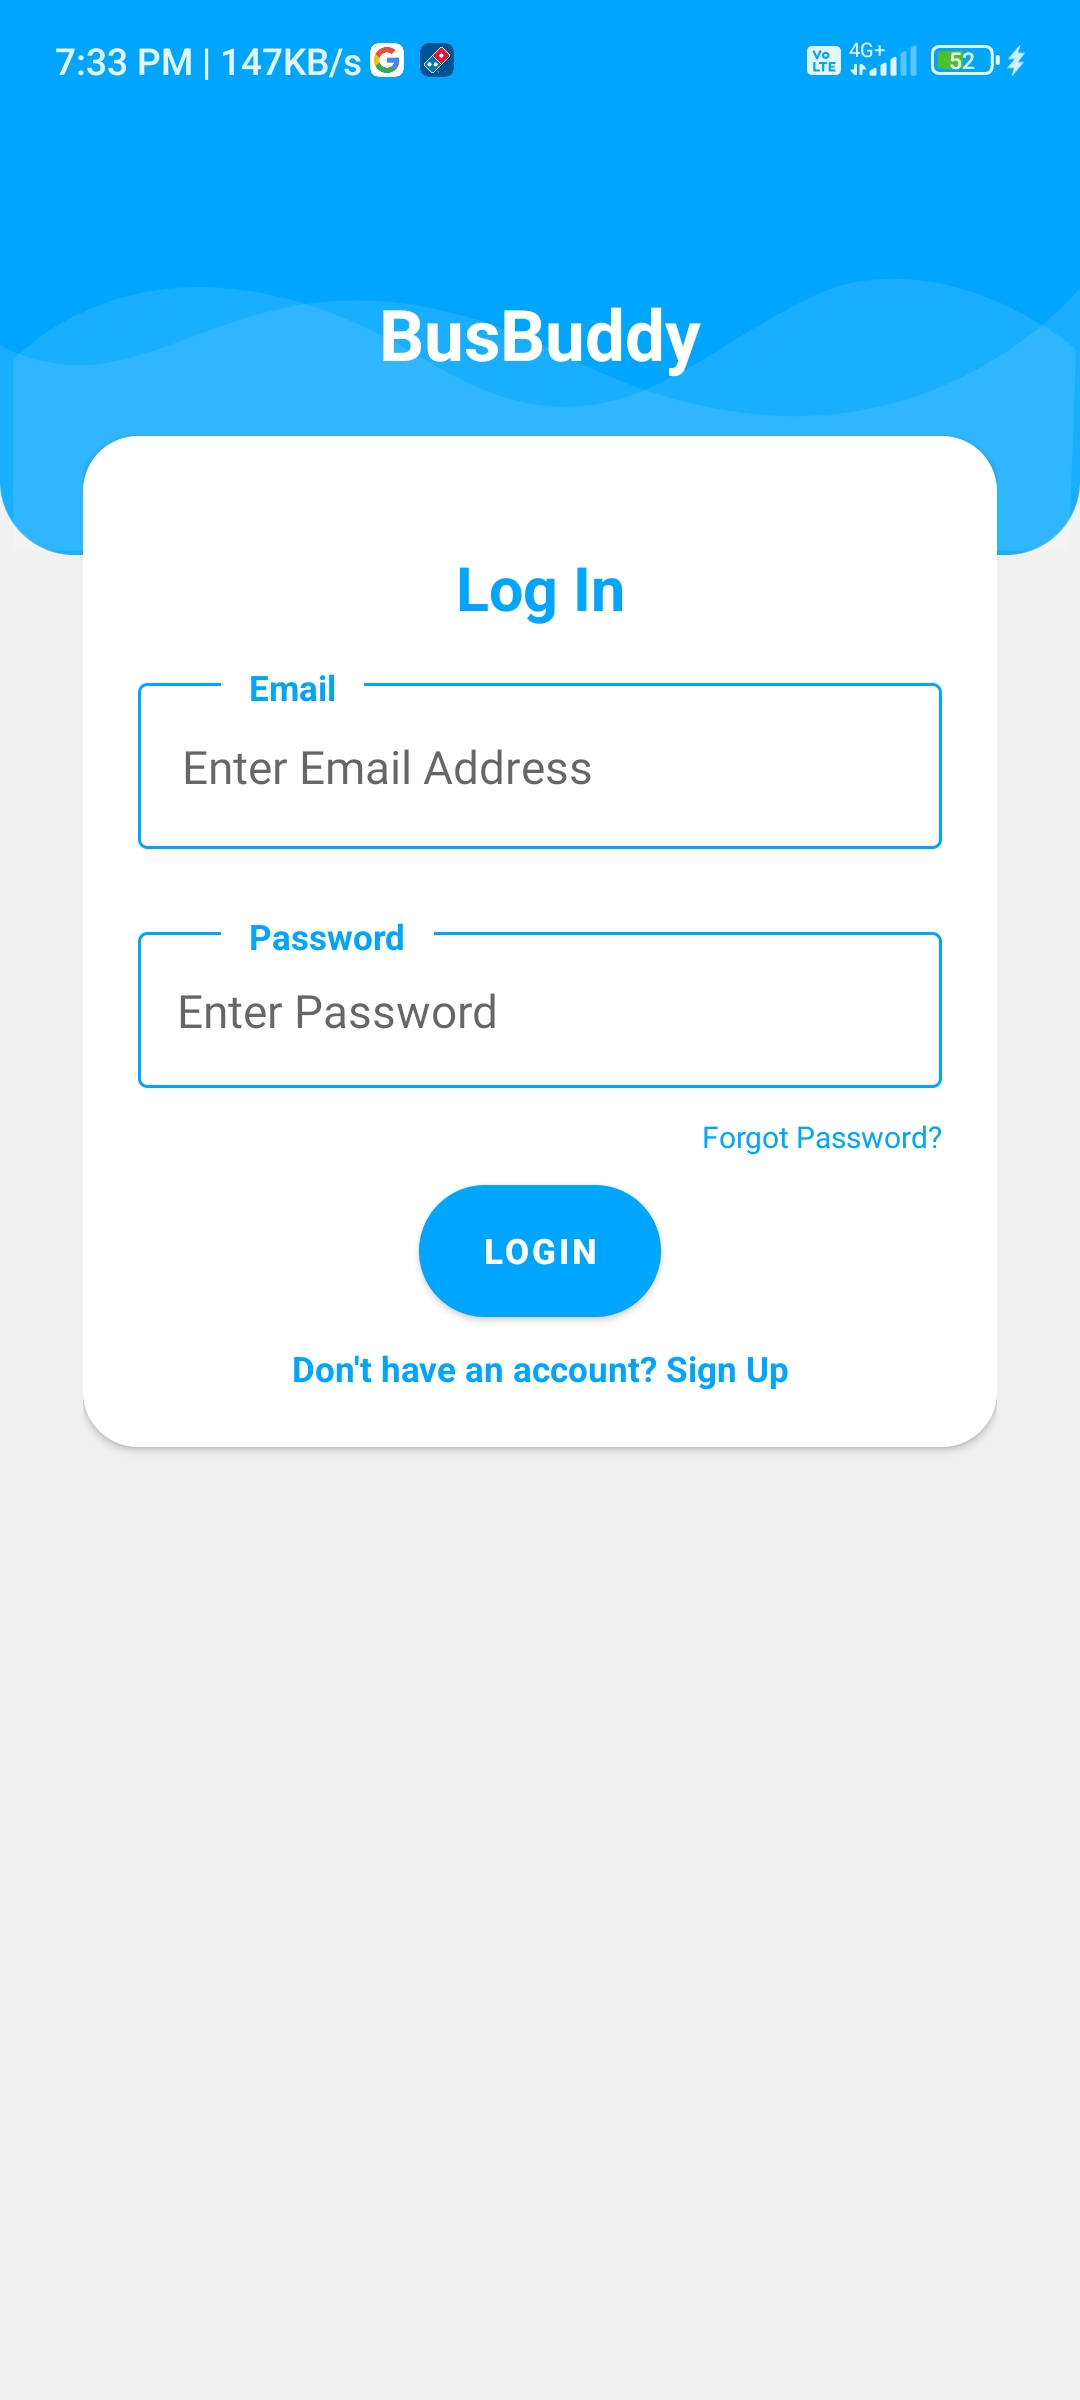 7:33 PM | 147KB/s
Vo LTE 4G+ 52
BusBuddy
Log In
Email
Enter Email Address
Password
Enter Password
Forgot Password?
LOGIN
Don't have an account? Sign Up